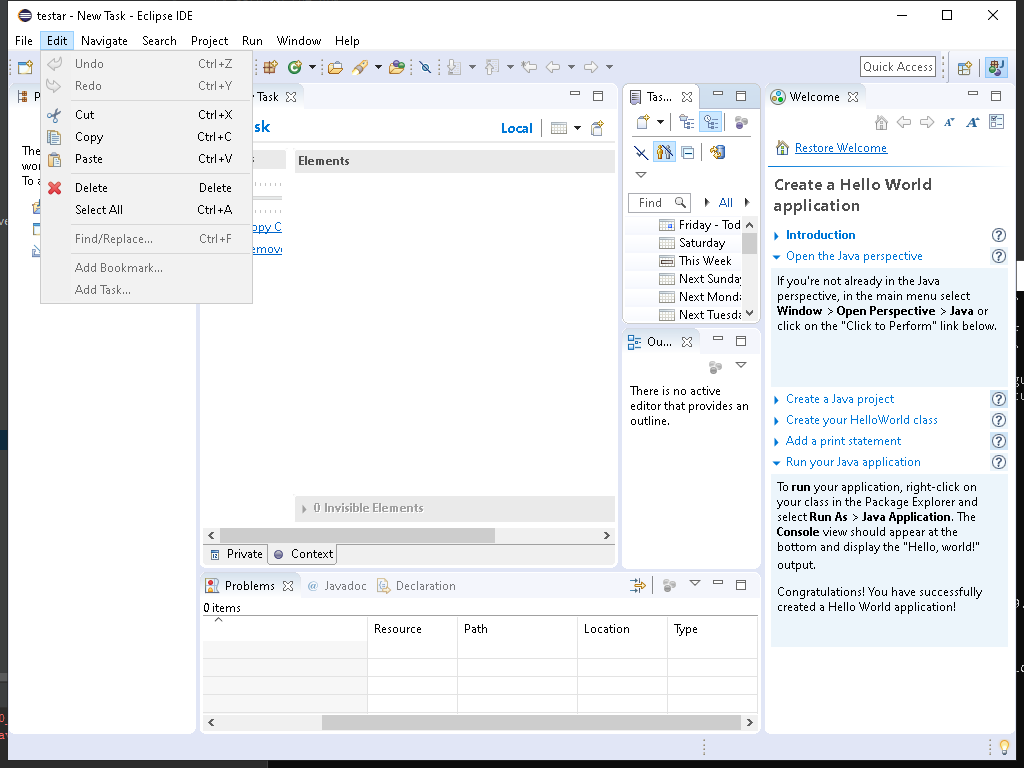 testar - New Task - Eclipse IDE
File Edit Navigate Search Project Run Window Help
Undo Ctrl+Z
Redo Ctrl+Y
Cut Ctrl+X
Copy Ctrl+C
Paste Ctrl+V
Delete Delete
Select All Ctrl+A
Find/Replace... Ctrl+F
Add Bookmark...
Add Task...
Quick Access
Task
Local
Elements
0 Invisible Elements
Private Context
Tas...
Find All
Friday - Tod
Saturday
This Week
Next Sunday
Next Monda
Next Tuesda
Ou...
There is no active
editor that provides an
outline.
Problems @ Javadoc Declaration
0 items
Resource Path Location Type
Welcome
Restore Welcome
Create a Hello World
application
Introduction
Open the Java perspective
If you're not already in the Java
perspective, in the main menu select
Window > Open Perspective > Java or
click on the "Click to Perform" link below.
Create a Java project
Create your HelloWorld class
Add a print statement
Run your Java application
To run your application, right-click on
your class in the Package Explorer and
select Run As > Java Application. The
Console view should appear at the
bottom and display the "Hello, world!"
output.
Congratulations! You have successfully
created a Hello World application!